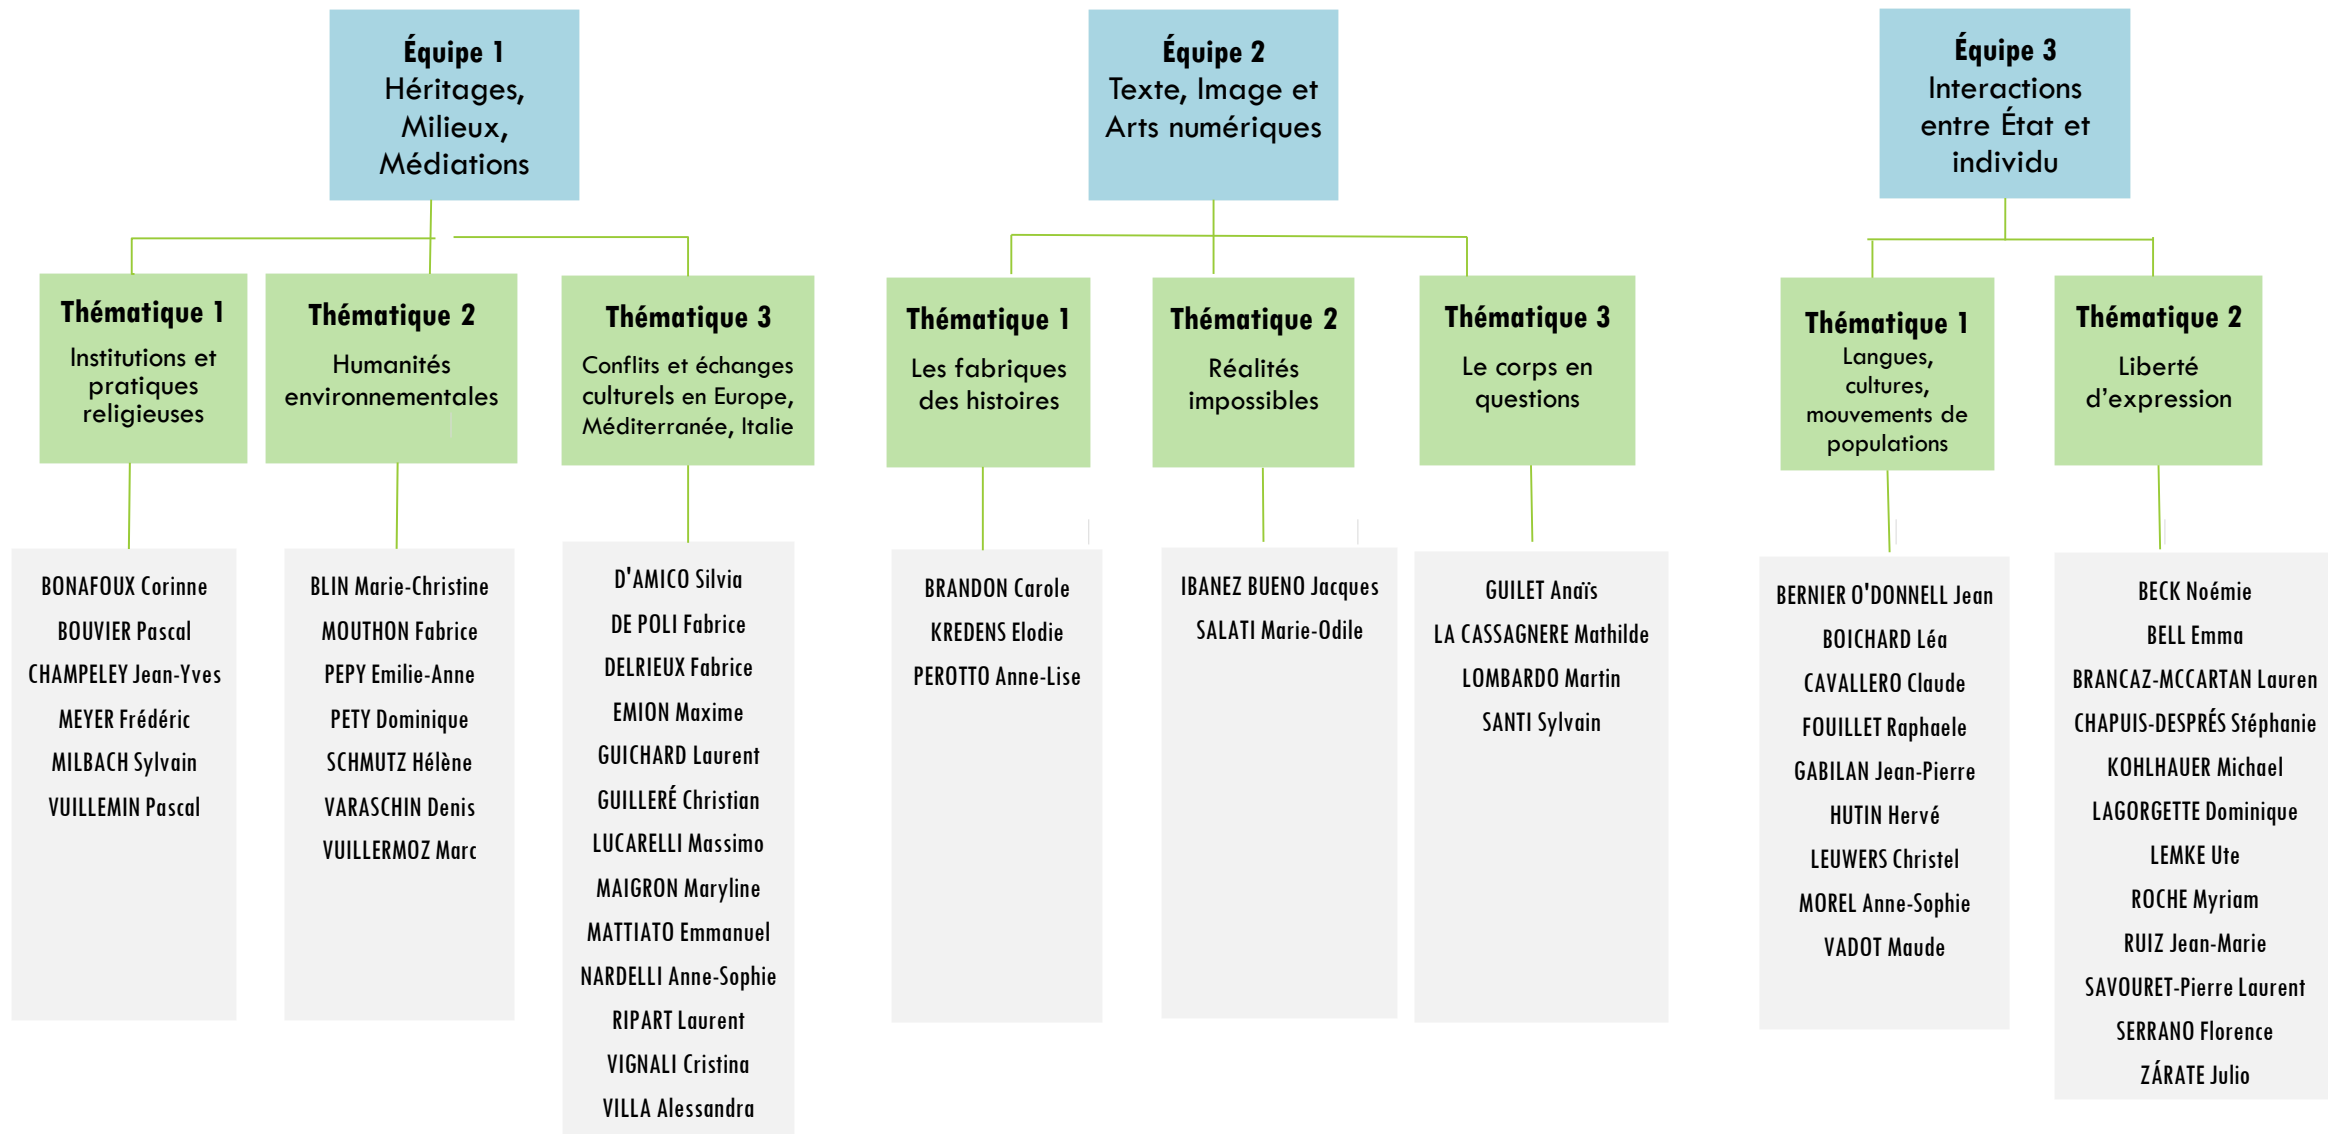 Équipe 1
Héritages,
Milieux,
Médiations
Thématique 1
Institutions et
pratiques
religieuses
BONAFOUX Corinne
BOUVIER Pascal
CHAMPELEY Jean-Yves
MEYER Frédéric
MILBACH Sylvain
VUILLEMIN Pascal
Thématique 2
Humanités
environnementales
BLIN Marie-Christine
MOUTHON Fabrice
PEPY Emilie-Anne
PETY Dominique
SCHMUTZ Hélène
VARASCHIN Denis
VUILLERMOZ Marc
Thématique 3
Conflits et échanges
culturels en Europe,
Méditerranée, Italie
D'AMICO Silvia
DE POLI Fabrice
DELRIEUX Fabrice
EMION Maxime
GUICHARD Laurent
GUILLERÉ Christian
LUCARELLI Massimo
MAIGRON Maryline
MATTIATO Emmanuel
NARDELLI Anne-Sophie
RIPART Laurent
VIGNALI Cristina
VILLA Alessandra
Équipe 2
Texte, Image et
Arts numériques
Thématique 1
Les fabriques
des histoires
BRANDON Carole
KREDENS Elodie
PEROTTO Anne-Lise
Thématique 2
Réalités
impossibles
IBANEZ BUENO Jacques
SALATI Marie-Odile
Thématique 3
Le corps en
questions
GUILET Anaïs
LA CASSAGNERE Mathilde
LOMBARDO Martin
SANTI Sylvain
Équipe 3
Interactions
entre État et
individu
Thématique 1
Langues,
cultures,
mouvements de
populations
BERNIER O'DONNELL Jean
BOICHARD Léa
CAVALLERO Claude
FOUILLET Raphaele
GABILAN Jean-Pierre
HUTIN Hervé
LEUWERS Christel
MOREL Anne-Sophie
VADOT Maude
Thématique 2
Liberté
d'expression
BECK Noémie
BELL Emma
BRANCAZ-MCCARTAN Lauren
CHAPUIS-DESPRÉS Stéphanie
KOHLHAUER Michael
LAGORGETTE Dominique
LEMKE Ute
ROCHE Myriam
RUIZ Jean-Marie
SAVOURET-Pierre Laurent
SERRANO Florence
ZÁRATE Julio